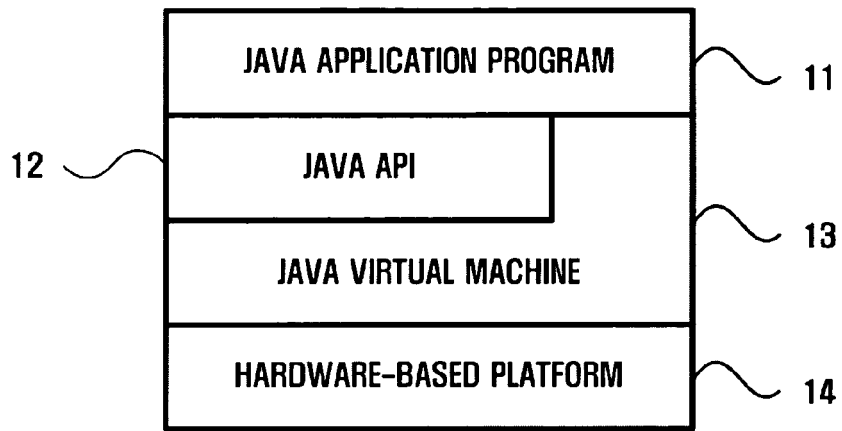 JAVA APPLICATION PROGRAM
11
12
JAVA API
13
JAVA VIRTUAL MACHINE
HARDWARE-BASED PLATFORM
14